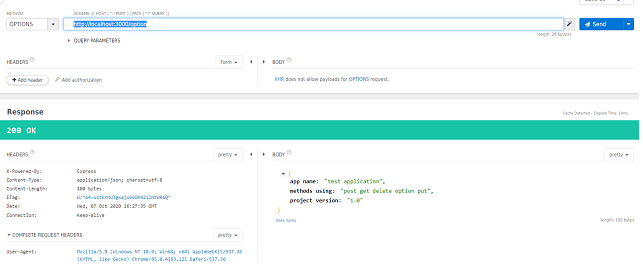 METHOD
SCHEME :// HOST [ ":" PORT ] [ PATH [ "?" QUERY ]]
OPTIONS
http://localhost:3000/option
Send
length: 28 byte(s)
QUERY PARAMETERS
HEADERS
Form
BODY
Add header
Add authorization
XHR does not allow payloads for OPTIONS request.
Response
Cache Detected - Elapsed Time: 14ms
200 OK
HEADERS
pretty
BODY
pretty
X-Powered-By: Express
Content-Type: application/json; charset=utf-8
Content-Length: 100 bytes
ETag:
Date: Wed, 07 Oct 2020 16:27:35 GMT
Connection: keep-alive
{
app name: "test application",
methods using: "post get delete option put",
project version: "1.0"
}
lines nums
length: 100 bytes
COMPLETE REQUEST HEADERS
pretty
User-Agent: Mozilla/5.0 (Windows NT 10.0; Win64; x64) AppleWebKit/537.36
(KHTML, like Gecko) Chrome/85.0.4183.121 Safari/537.36